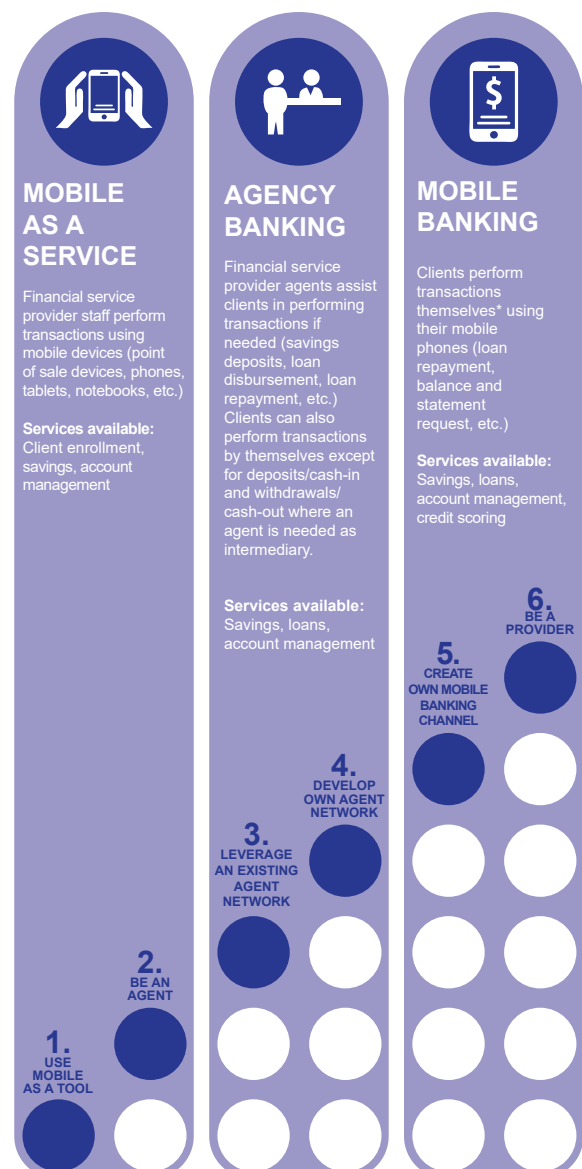 MOBILE
AS A
SERVICE
Financial service
provider staff perform
transactions using
mobile devices (point
of sale devices, phones,
tablets, notebooks, etc.)
Services available:
Client enrollment,
savings, account
management
1.
USE
MOBILE
AS A TOOL
2.
BE AN
AGENT
AGENCY
BANKING
Financial service
provider agents assist
clients in performing
transactions if
needed (savings
deposits, loan
disbursement, loan
repayment, etc.)
Clients can also
perform transactions
by themselves except
for deposits/cash-in
and withdrawals/
cash-out where an
agent is needed as
intermediary.
Services available:
Savings, loans,
account management
3.
LEVERAGE
AN EXISTING
AGENT
NETWORK
4.
DEVELOP
OWN AGENT
NETWORK
$
MOBILE
BANKING
Clients perform
transactions
themselves* using
their mobile
phones (loan
repayment,
balance and
statement
request, etc.)
Services available:
Savings, loans,
account management,
credit scoring
5.
CREATE
OWN MOBILE
BANKING
CHANNEL
6.
BE A
PROVIDER